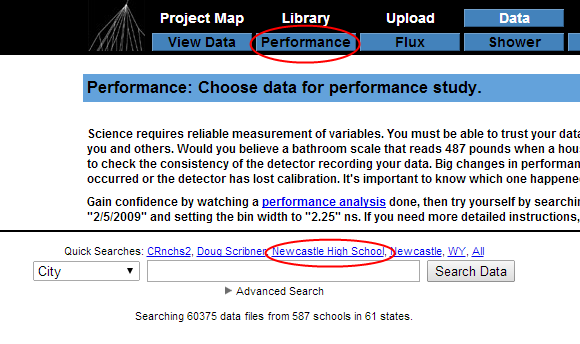 Project Map Library Upload Data
View Data Performance Flux Shower
Performance: Choose data for performance study.
Science requires reliable measurement of variables. You must be able to trust your data
you and others. Would you believe a bathroom scale that reads 487 pounds when a hou
to check the consistency of the detector recording your data. Big changes in performan
occurred or the detector has lost calibration. It's important to know which one happene
Gain confidence by watching a performance analysis done, then try yourself by searchin
"2/5/2009" and setting the bin width to "2.25" ns. If you need more detailed instructions,
Quick Searches: CRnchs2, Doug Scribner, Newcastle High School, Newcastle, WY, All
City Search Data
Advanced Search
Searching 60375 data files from 587 schools in 61 states.